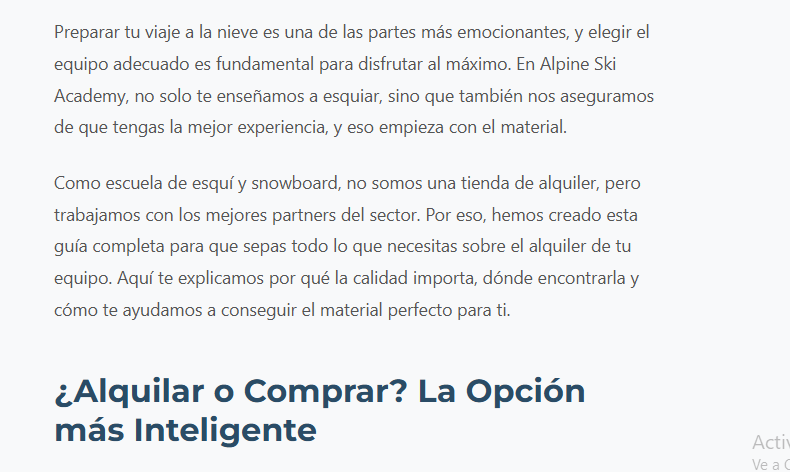 Preparar tu viaje a la nieve es una de las partes más emocionantes, y elegir el
equipo adecuado es fundamental para disfrutar al máximo. En Alpine Ski
Academy, no solo te enseñamos a esquiar, sino que también nos aseguramos
de que tengas la mejor experiencia, y eso empieza con el material.
Como escuela de esquí y snowboard, no somos una tienda de alquiler, pero
trabajamos con los mejores partners del sector. Por eso, hemos creado esta
guía completa para que sepas todo lo que necesitas sobre el alquiler de tu
equipo. Aquí te explicamos por qué la calidad importa, dónde encontrarla y
cómo te ayudamos a conseguir el material perfecto para ti.
¿Alquilar o Comprar? La Opción
más Inteligente
Ve a